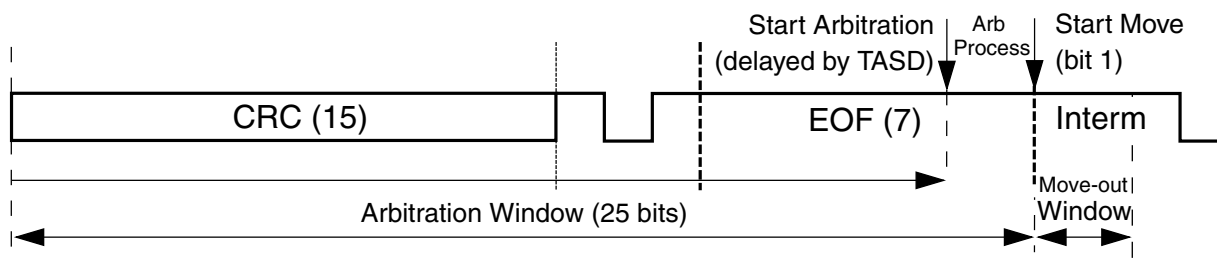 Start Arbitration
(delayed by TASD)
Arb
Process
Start Move
(bit 1)
CRC (15)
EOF (7)
Interm
Arbitration Window (25 bits)
Move-out
Window